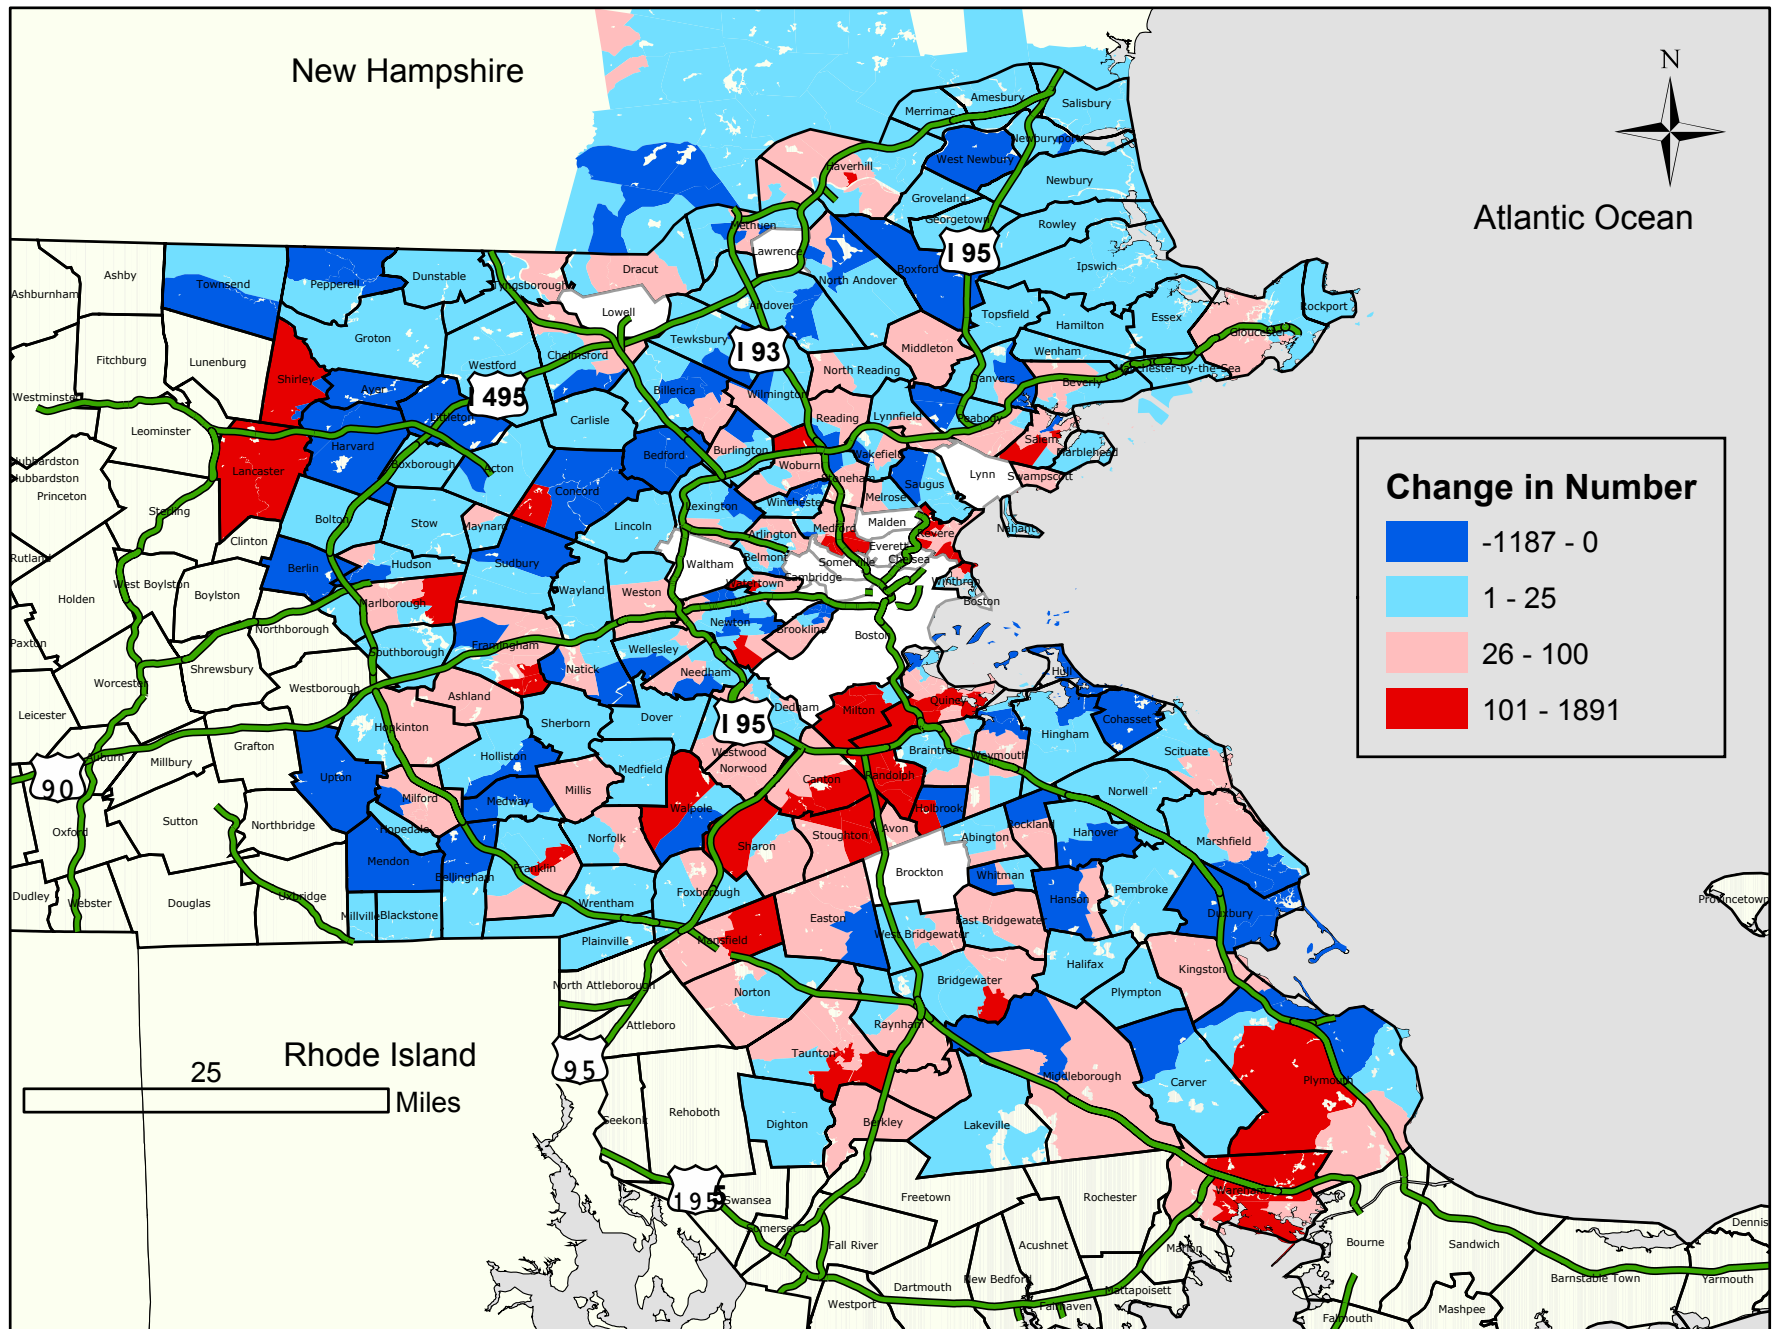 New Hampshire
N
Atlantic Ocean
Merrimac
Amesbury
Salisbury
Newburyport
West Newbury
Haverhill
Newbury
Groveland
Georgetown
Rowley
Methuen
Lawrence
I 95
Boxford
Ipswich
North Andover
Ashby
Ashburnham
Townsend
Pepperell
Dunstable
Tyngsborough
Dracut
Lowell
Andover
Topsfield
Hamilton
Essex
Rockport
Gloucester
Fitchburg
Lunenburg
Groton
Westford
Chelmsford
Tewksbury
I 93
Middleton
Wenham
Manchester-by-the-Sea
Shirley
Ayer
I 495
Billerica
Wilmington
North Reading
Danvers
Beverly
Westminster
Leominster
Harvard
Littleton
Carlisle
Reading
Lynnfield
Peabody
Salem
Marblehead
Hubbardston
Hubbardston
Princeton
Lancaster
Boxborough
Acton
Concord
Bedford
Burlington
Woburn
Wakefield
Stoneham
Saugus
Lynn
Swampscott
Sterling
Clinton
Bolton
Stow
Maynard
Lincoln
Lexington
Winchester
Melrose
Medford
Malden
Revere
Nahant
Rutland
West Boylston
Berlin
Hudson
Sudbury
Waltham
Arlington
Belmont
Everett
Somerville
Chelsea
Cambridge
Watertown
Winthrop
Boston
Holden
Boylston
Marlborough
Wayland
Weston
Newton
Brookline
Boston
Paxton
Northborough
Shrewsbury
Southborough
Framingham
Natick
Wellesley
Needham
Hull
Worcester
Westborough
Leicester
Ashland
Hopkinton
Sherborn
Dover
I 95
Dedham
Milton
Quincy
Cohasset
Hingham
Scituate
Auburn
Millbury
Grafton
Upton
Holliston
Medfield
Westwood
Norwood
Canton
Randolph
Braintree
Weymouth
90
Milford
Medway
Millis
Walpole
Holbrook
Norwell
Oxford
Sutton
Northbridge
Hopedale
Norfolk
Sharon
Stoughton
Avon
Abington
Rockland
Hanover
Marshfield
Mendon
Bellingham
Franklin
Foxborough
Brockton
Whitman
Hanson
Pembroke
Dudley
Webster
Douglas
Uxbridge
Millville
Blackstone
Wrentham
Plainville
Mansfield
Easton
West Bridgewater
East Bridgewater
Duxbury
Provincetown
North Attleborough
Norton
Bridgewater
Halifax
Plympton
Kingston
Attleboro
Raynham
Taunton
Rhode Island
95
25
Miles
Middleborough
Carver
Plymouth
Seekonk
Rehoboth
Dighton
Berkley
Lakeville
195
5
Swansea
Somerset
Freetown
Rochester
Wareham
Fall River
Acushnet
Marion
Bourne
Sandwich
Dennis
Dartmouth
New Bedford
Mattapoisett
Barnstable Town
Yarmouth
Westport
Fairhaven
Falmouth
Mashpee
Change in Number
-1187 - 0
1 - 25
26 - 100
101 - 1891